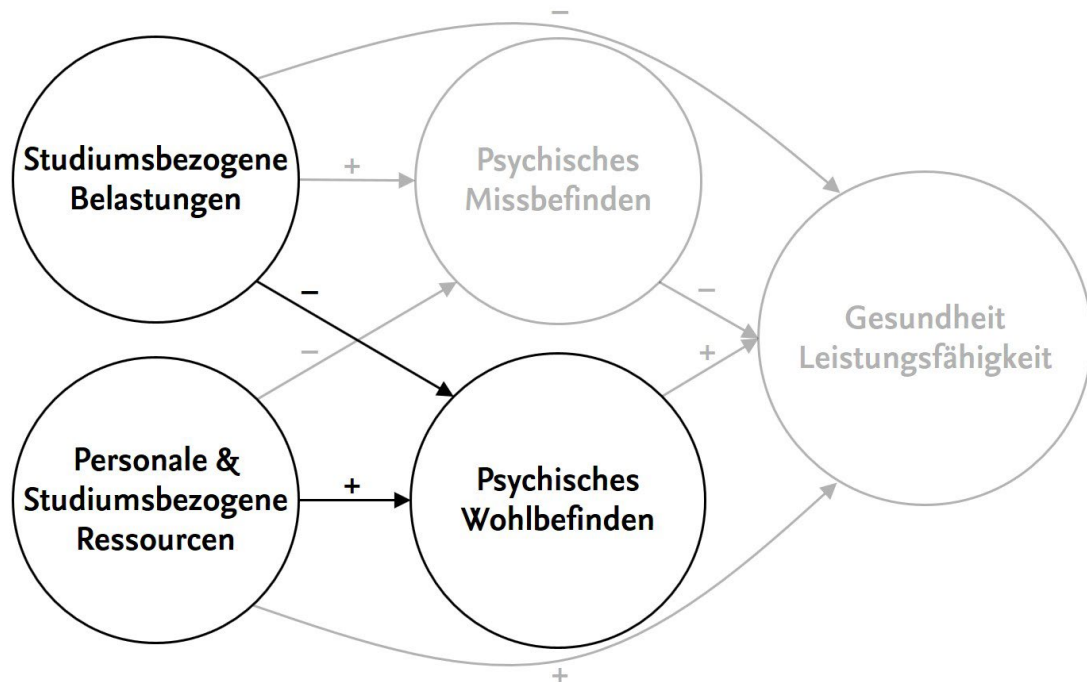 −
Studiumsbezogene
Belastungen
+
Psychisches
Missbefinden
−
−
−
+
Gesundheit
Leistungsfähigkeit
Personale &
Studiumsbezogene
Ressourcen
+
Psychisches
Wohlbefinden
+